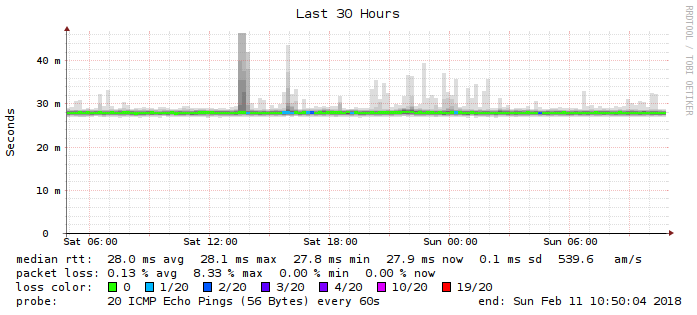 Last 30 Hours
RRDTOOL / TOBI OETIKER
Seconds
40 m
30 m
20 m
10 m
0
Sat 06:00 Sat 12:00 Sat 18:00 Sun 00:00 Sun 06:00
median rtt: 28.0 ms avg 28.1 ms max 27.8 ms min 27.9 ms now 0.1 ms sd 539.6 am/s
packet loss: 0.13 % avg 8.33 % max 0.00 % min 0.00 % now
loss color: 0 1/20 2/20 3/20 4/20 10/20 19/20
probe: 20 ICMP Echo Pings (56 Bytes) every 60s end: Sun Feb 11 10:50:04 2018